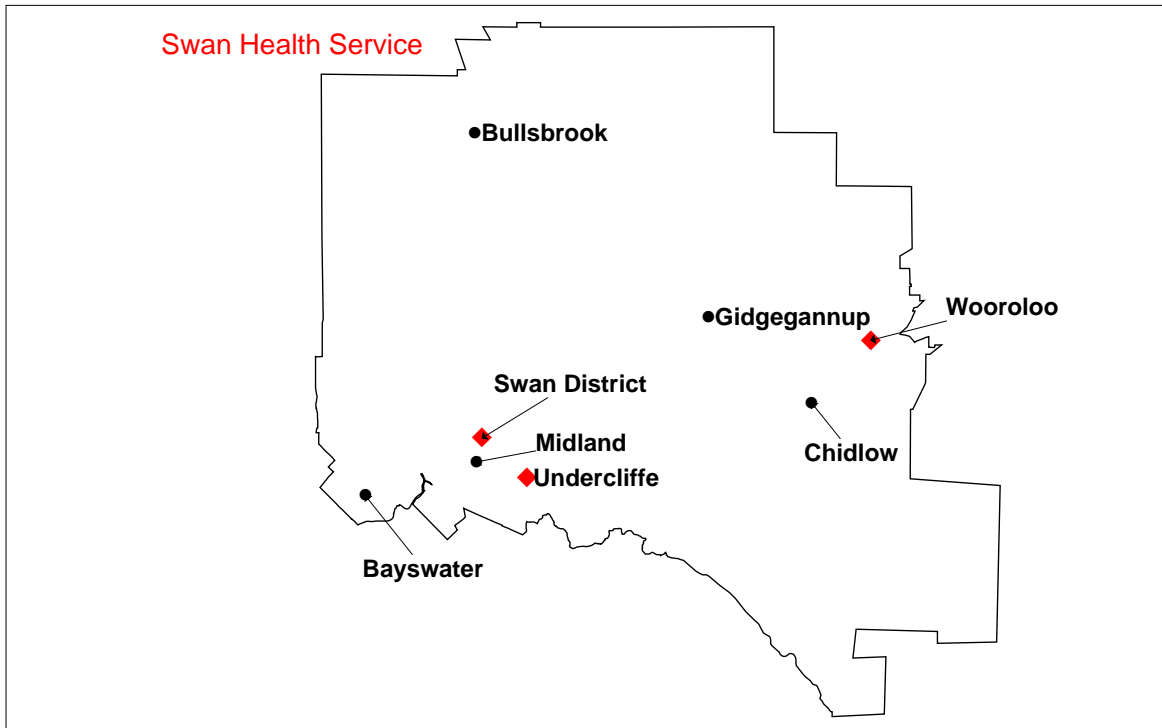 Swan Health Service
Bullsbrook
Wooroloo
Gidgegannup
Swan District
Midland
Chidlow
Undercliffe
Bayswater